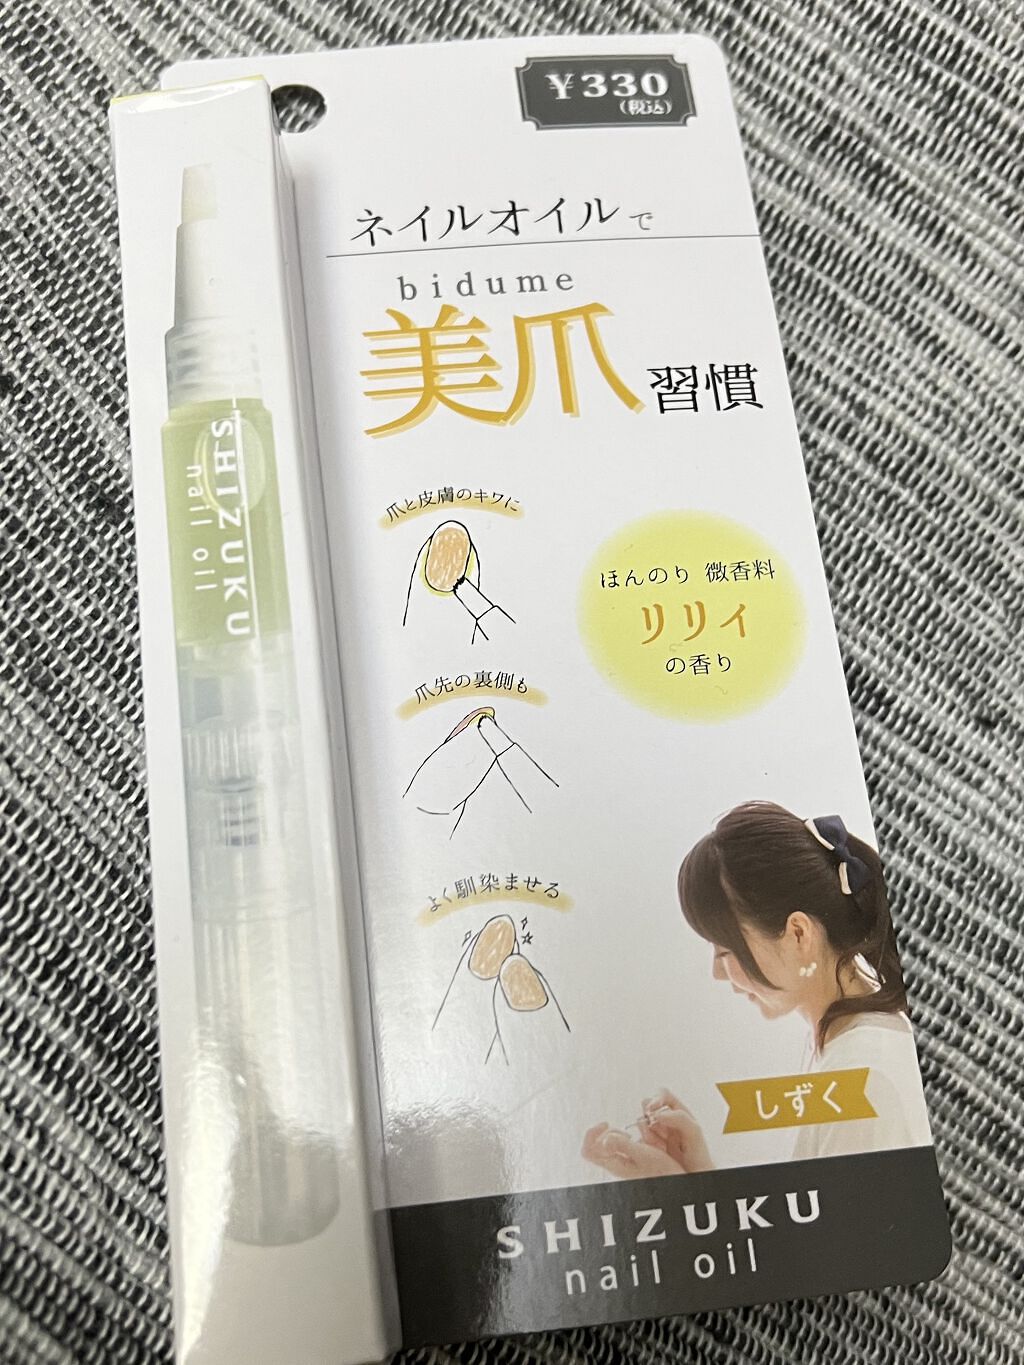 ¥330
(税込)
ネイルオイルで
bidume
美爪習慣
爪と皮膚のキワに
ほんのり 微香料
リリィ
の香り
爪先の裏側も
よく馴染ませる
しずく
SHIZUKU
nail oil
SHIZUKU
nail oil